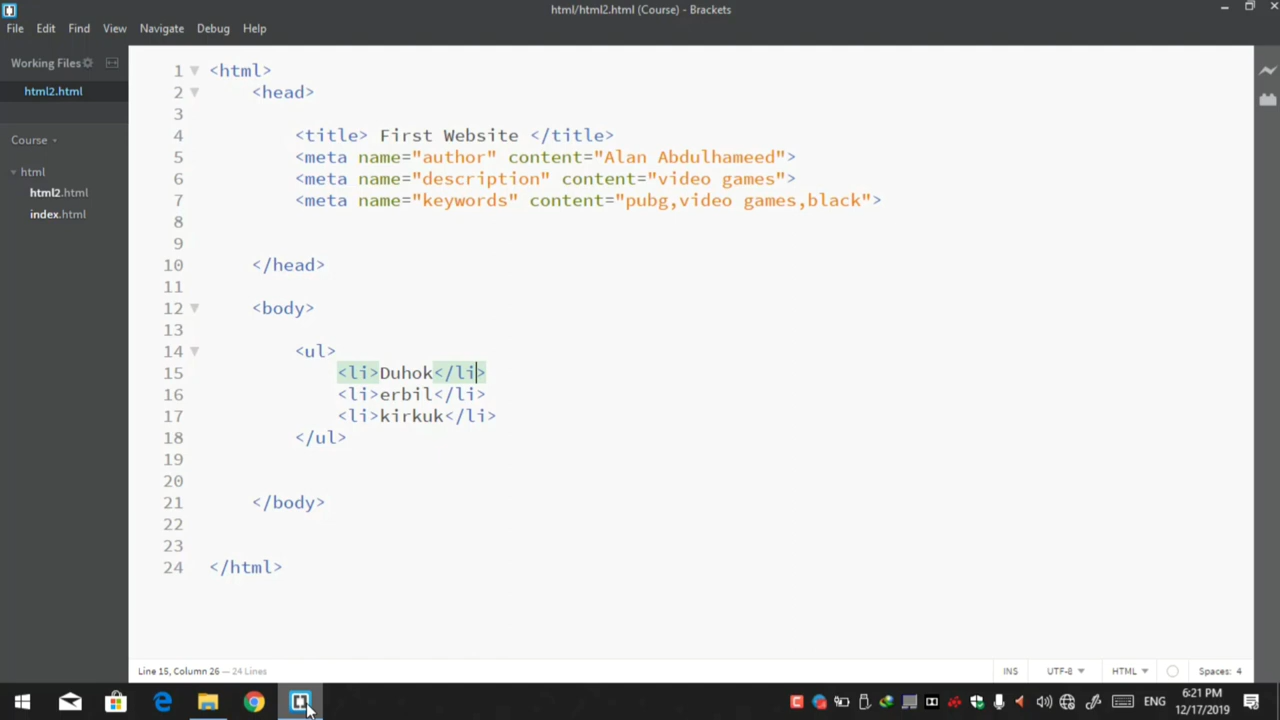 html/html2.html (Course) - Brackets
File Edit Find View Navigate Debug Help
Working Files
html2.html
Course
html
html2.html
index.html
1 <html>
2 <head>
3
4 <title> First Website </title>
5 <meta name="author" content="Alan Abdulhameed">
6 <meta name="description" content="video games">
7 <meta name="keywords" content="pubg,video games,black">
8
9
10 </head>
11
12 <body>
13
14 <ul>
15 <li>Duhok</li>
16 <li>erbil</li>
17 <li>kirkuk</li>
18 </ul>
19
20
21 </body>
22
23
24 </html>
Line 15, Column 26 — 24 Lines
INS UTF-8 HTML Spaces: 4
ENG
6:21 PM
12/17/2019